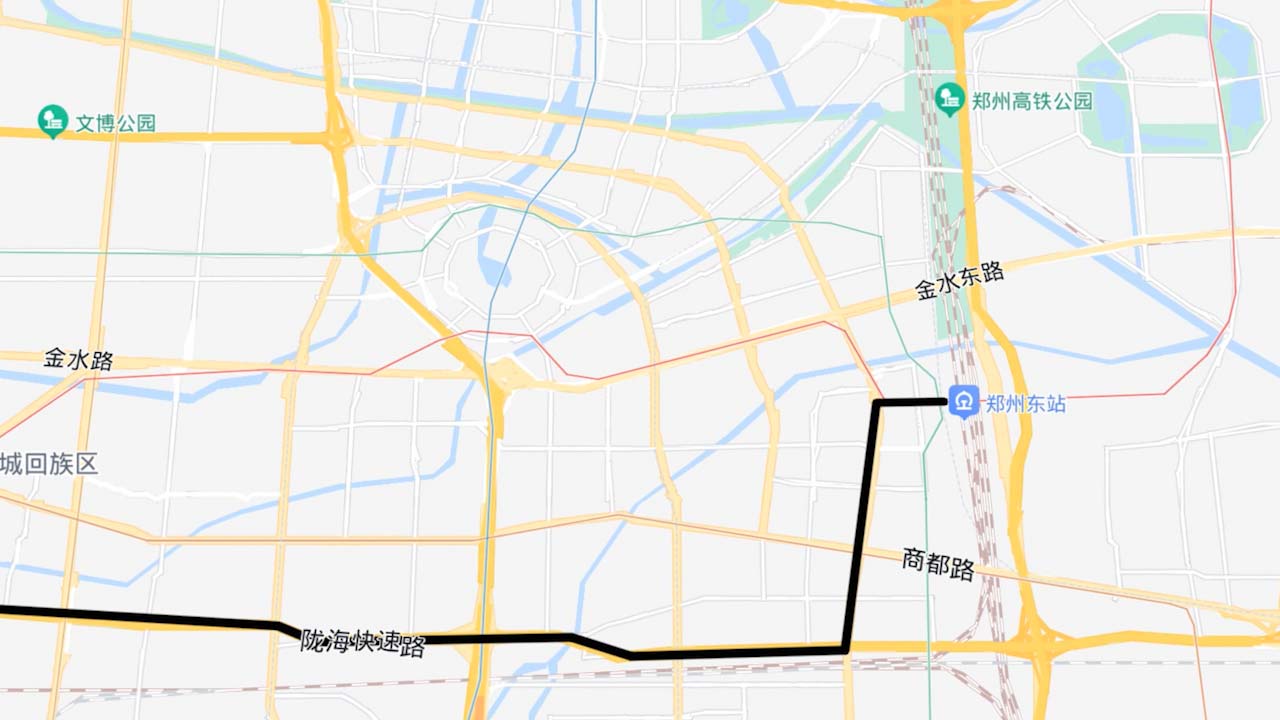 郑州高铁公园
文博公园
金水东路
金水路
郑州东站
城回族区
商都路
陇海快速路